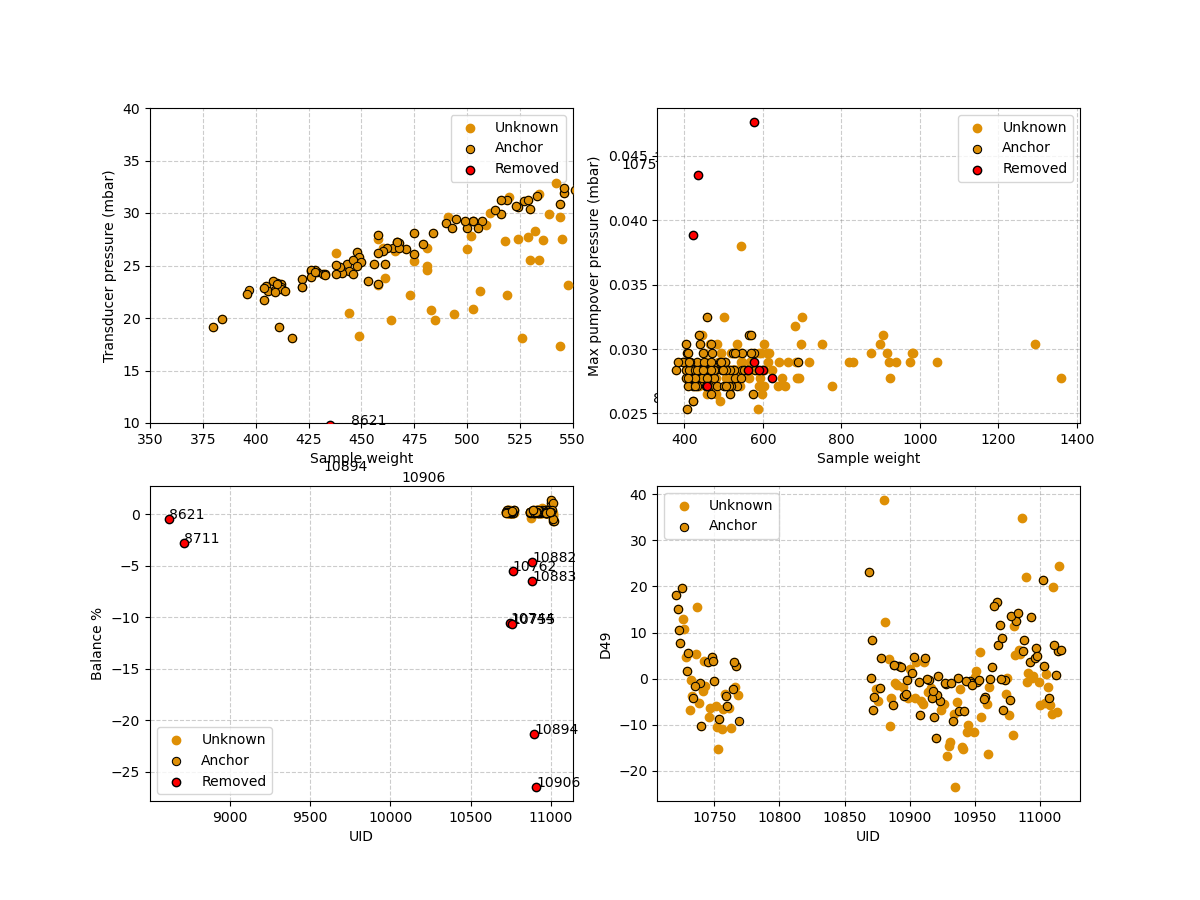 Transducer pressure (mbar)
40
35
30
25
20
15
10
350 375 400 425 450 475 500 525 550
Sample weight
Unknown
Anchor
Removed
8621
10894
10906
Max pumpover pressure (mbar)
0.045
0.040
0.035
0.030
0.025
400 600 800 1000 1200 1400
Sample weight
Unknown
Anchor
Removed
1075
8
Balance %
0
−5
−10
−15
−20
−25
9000 9500 10000 10500 11000
UID
8621
8711
10882
10762
10883
10755
10894
10906
Unknown
Anchor
Removed
D49
40
30
20
10
0
−10
−20
10750 10800 10850 10900 10950 11000
UID
Unknown
Anchor